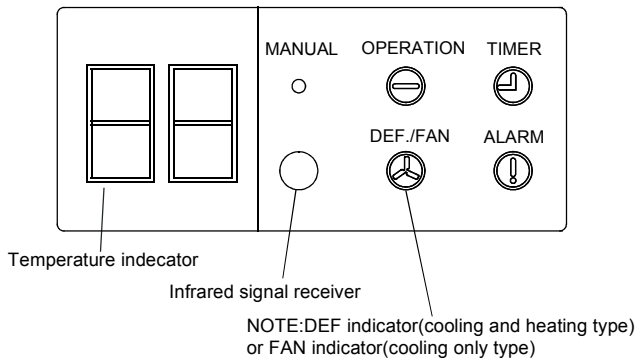 MANUAL OPERATION TIMER
DEF./FAN ALARM
Temperature indecator
Infrared signal receiver
NOTE:DEF indicator(cooling and heating type)
or FAN indicator(cooling only type)